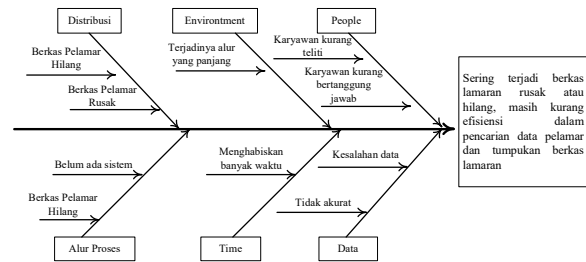 Distribusi
Environtment
People
Berkas Pelamar
Hilang
Berkas Pelamar
Rusak
Terjadinya alur
yang panjang
Karyawan kurang
teliti
Karyawan kurang
bertanggung
jawab
Sering terjadi berkas
lamaran rusak atau
hilang, masih kurang
efisiensi dalam
pencarian data pelamar
dan tumpukan berkas
lamaran
Belum ada sistem
Berkas Pelamar
Hilang
Menghabiskan
banyak waktu
Kesalahan data
Tidak akurat
Alur Proses
Time
Data